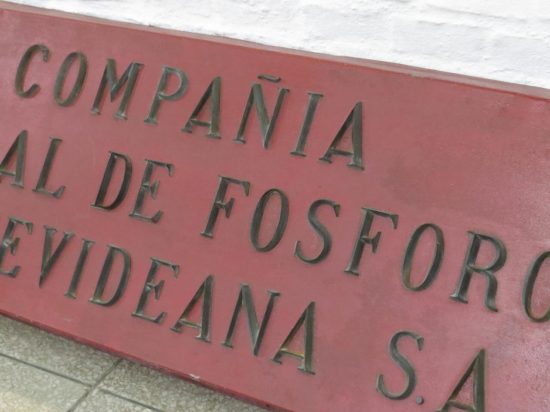 COMPAÑIA
AL DE FOSFORO
EVIDEANA S.A